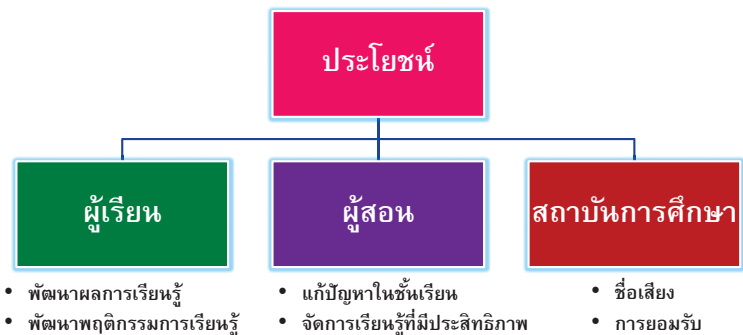 ประโยชน์
ผู้เรียน
ผู้สอน
สถาบันการศึกษา
• พัฒนาผลการเรียนรู้
• พัฒนาพฤติกรรมการเรียนรู้
• แก้ปัญหาในชั้นเรียน
• จัดการเรียนรู้ที่มีประสิทธิภาพ
• ชื่อเสียง
• การยอมรับ